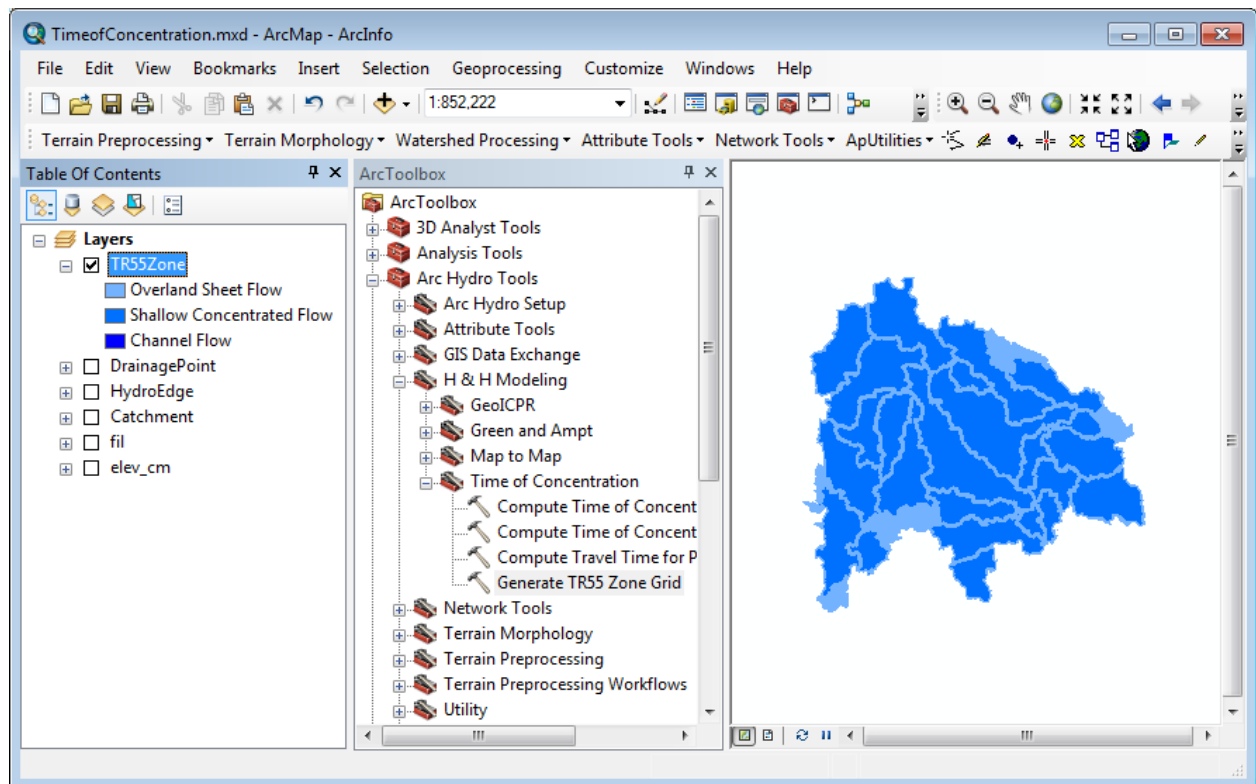 TimeofConcentration.mxd - ArcMap - ArcInfo
File Edit View Bookmarks Insert Selection Geoprocessing Customize Windows Help
1:852,222
Terrain Preprocessing Terrain Morphology Watershed Processing Attribute Tools Network Tools ApUtilities
Table Of Contents
Layers
TR55Zone
Overland Sheet Flow
Shallow Concentrated Flow
Channel Flow
DrainagePoint
HydroEdge
Catchment
fil
elev_cm
ArcToolbox
ArcToolbox
3D Analyst Tools
Analysis Tools
Arc Hydro Tools
Arc Hydro Setup
Attribute Tools
GIS Data Exchange
H & H Modeling
GeoICPR
Green and Ampt
Map to Map
Time of Concentration
Compute Time of Concent
Compute Time of Concent
Compute Travel Time for P
Generate TR55 Zone Grid
Network Tools
Terrain Morphology
Terrain Preprocessing
Terrain Preprocessing Workflows
Utility